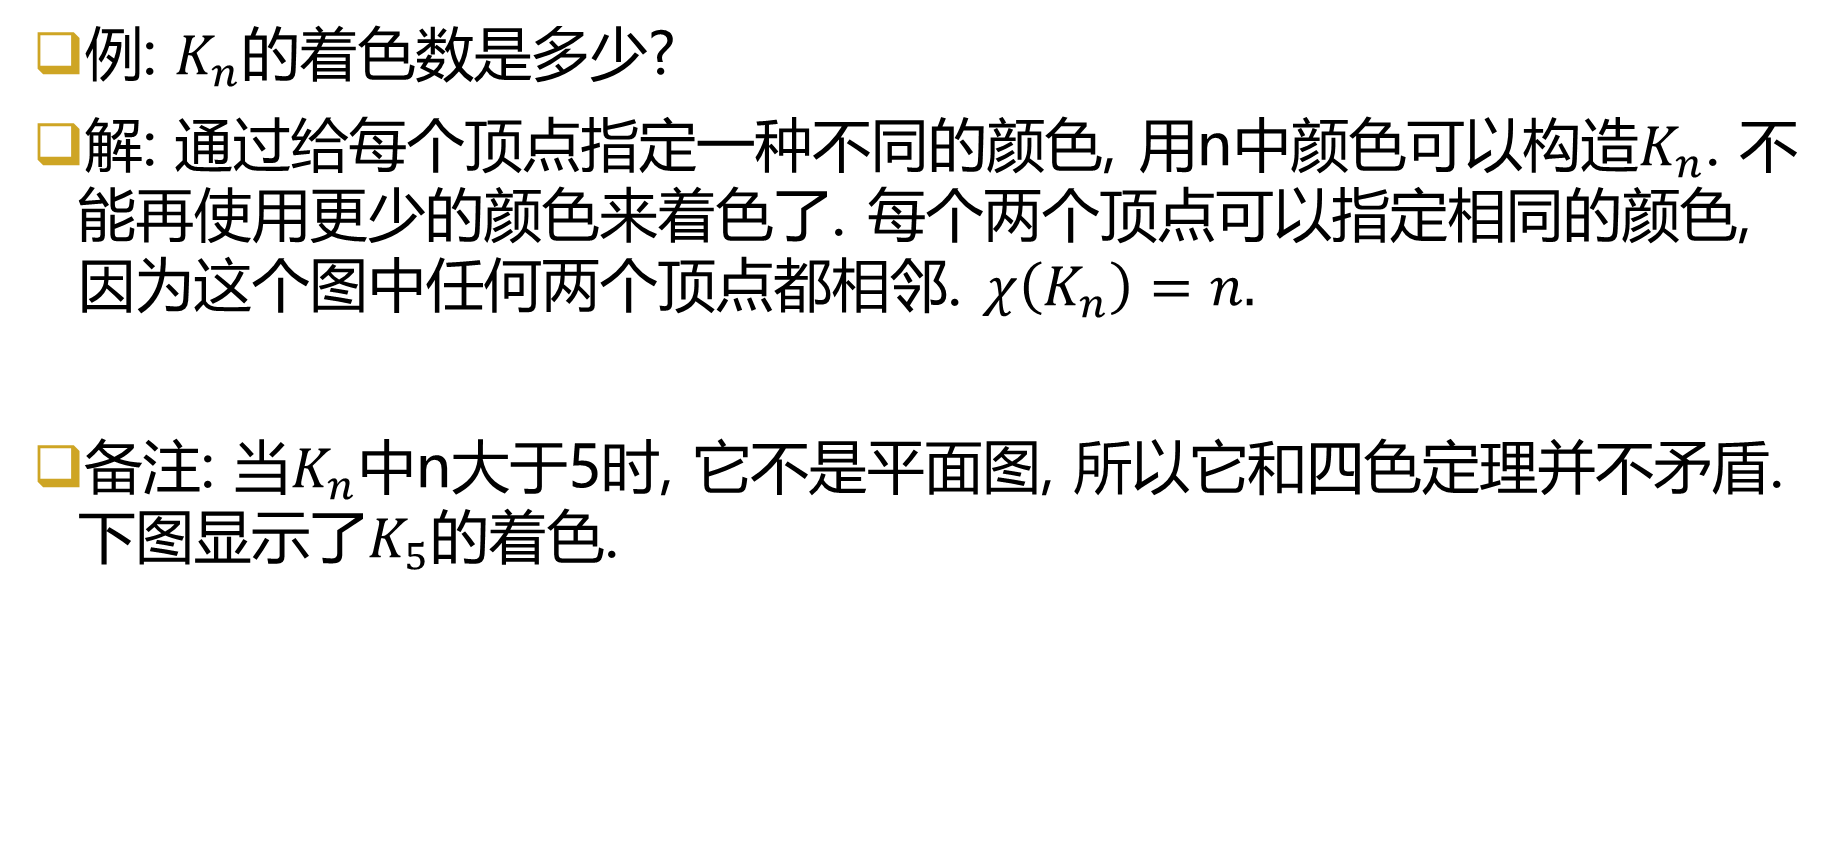 例: Kₙ的着色数是多少?
解: 通过给每个顶点指定一种不同的颜色, 用n中颜色可以构造Kₙ. 不
能再使用更少的颜色来着色了. 每个两个顶点可以指定相同的颜色,
因为这个图中任何两个顶点都相邻. χ(Kₙ) = n.
备注: 当Kₙ中n大于5时, 它不是平面图, 所以它和四色定理并不矛盾.
下图显示了K₅的着色.